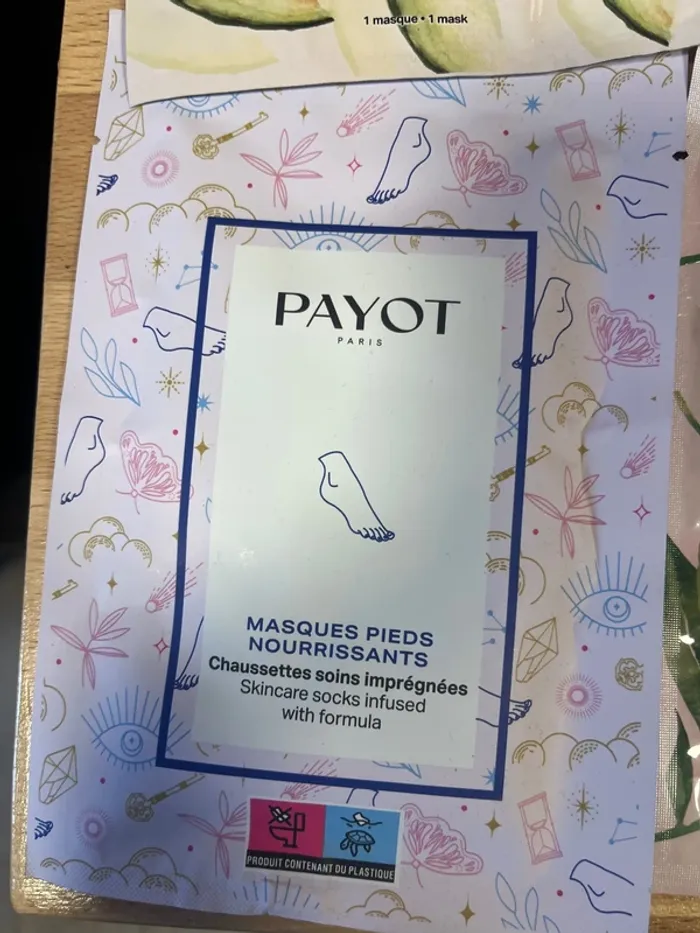 1 masque • 1 mask
PAYOT
PARIS
MASQUES PIEDS
NOURRISSANTS
Chaussettes soins imprégnées
Skincare socks infused
with formula
PRODUIT CONTENANT DU PLASTIQUE